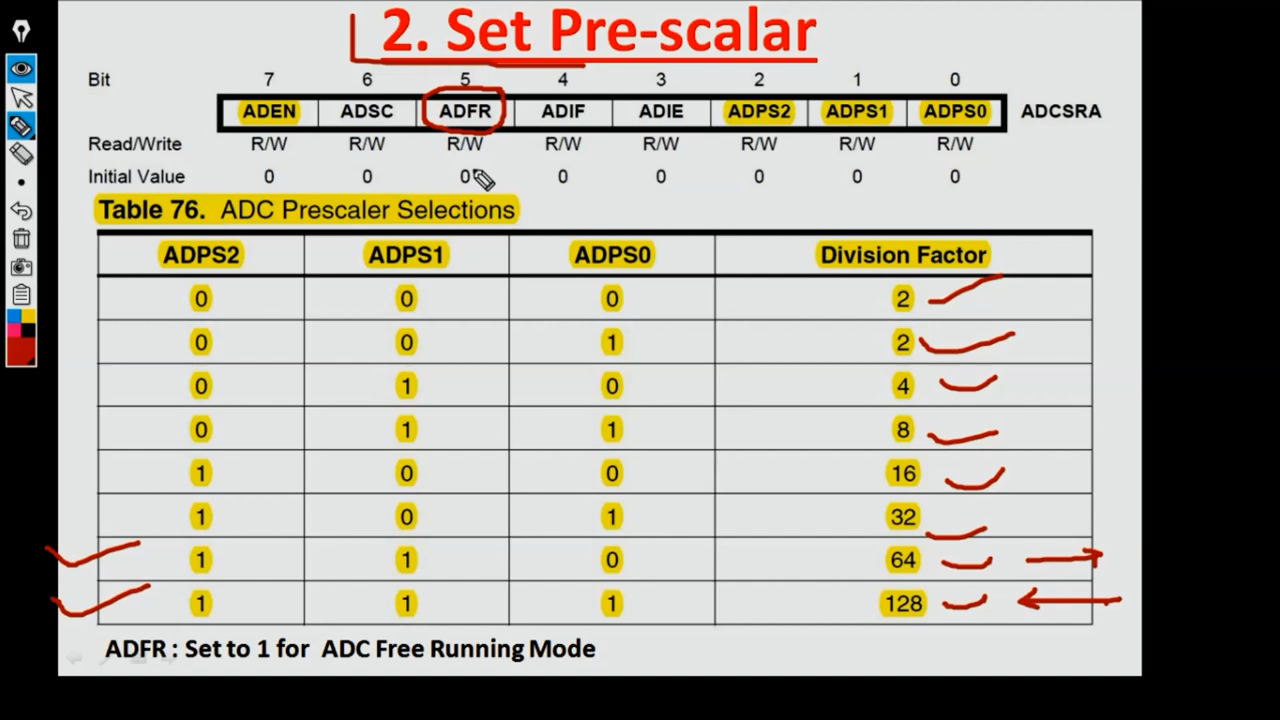 2. Set Pre-scalar
Bit 7 6 5 4 3 2 1 0
ADEN ADSC ADFR ADIF ADIE ADPS2 ADPS1 ADPS0 ADCSRA
Read/Write R/W R/W R/W R/W R/W R/W R/W R/W
Initial Value 0 0 0 0 0 0 0 0
Table 76. ADC Prescaler Selections
ADPS2 ADPS1 ADPS0 Division Factor
0 0 0 2
0 0 1 2
0 1 0 4
0 1 1 8
1 0 0 16
1 0 1 32
1 1 0 64
1 1 1 128
ADFR : Set to 1 for ADC Free Running Mode